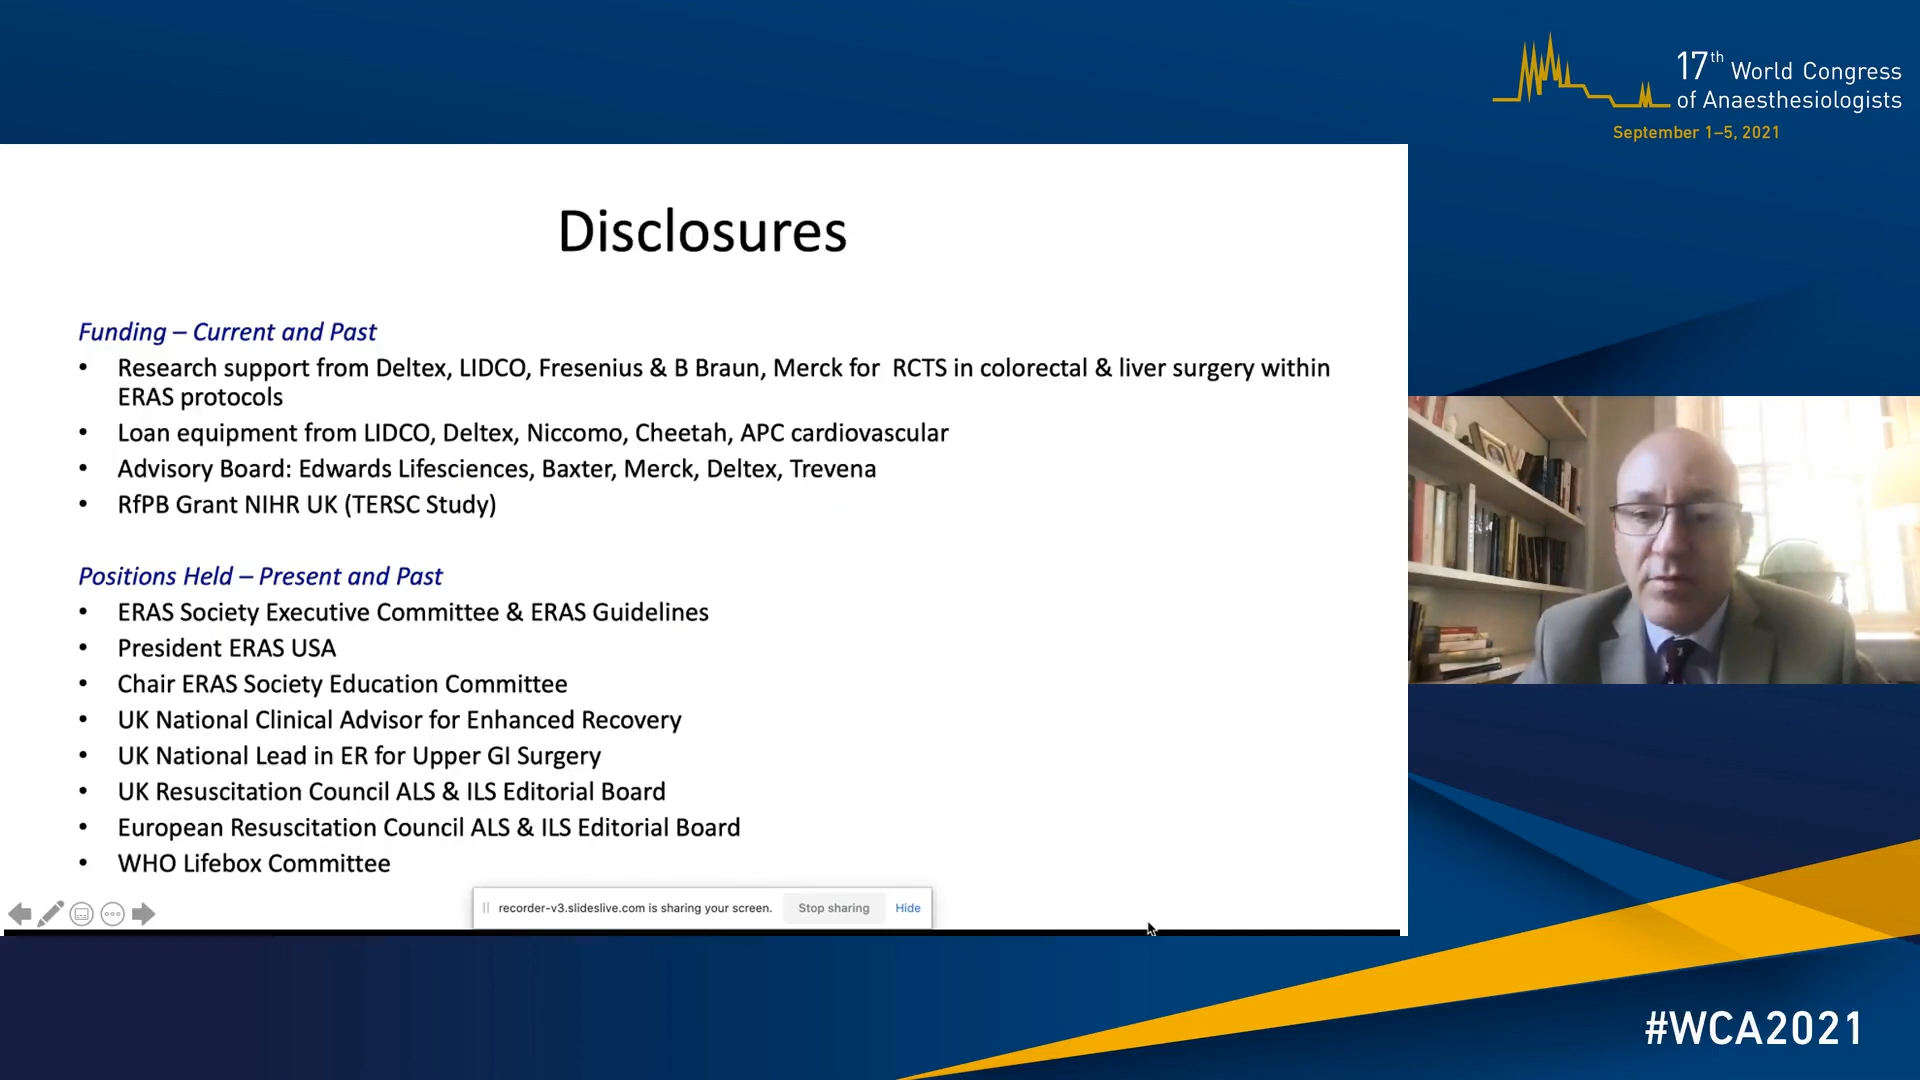 17th World Congress
of Anaesthesiologists
September 1–5, 2021
Disclosures
Funding – Current and Past
• Research support from Deltex, LIDCO, Fresenius & B Braun, Merck for RCTS in colorectal & liver surgery within
ERAS protocols
• Loan equipment from LIDCO, Deltex, Niccomo, Cheetah, APC cardiovascular
• Advisory Board: Edwards Lifesciences, Baxter, Merck, Deltex, Trevena
• RfPB Grant NIHR UK (TERSC Study)
Positions Held – Present and Past
• ERAS Society Executive Committee & ERAS Guidelines
• President ERAS USA
• Chair ERAS Society Education Committee
• UK National Clinical Advisor for Enhanced Recovery
• UK National Lead in ER for Upper GI Surgery
• UK Resuscitation Council ALS & ILS Editorial Board
• European Resuscitation Council ALS & ILS Editorial Board
• WHO Lifebox Committee
recorder-v3.slideslive.com is sharing your screen. Stop sharing Hide
#WCA2021